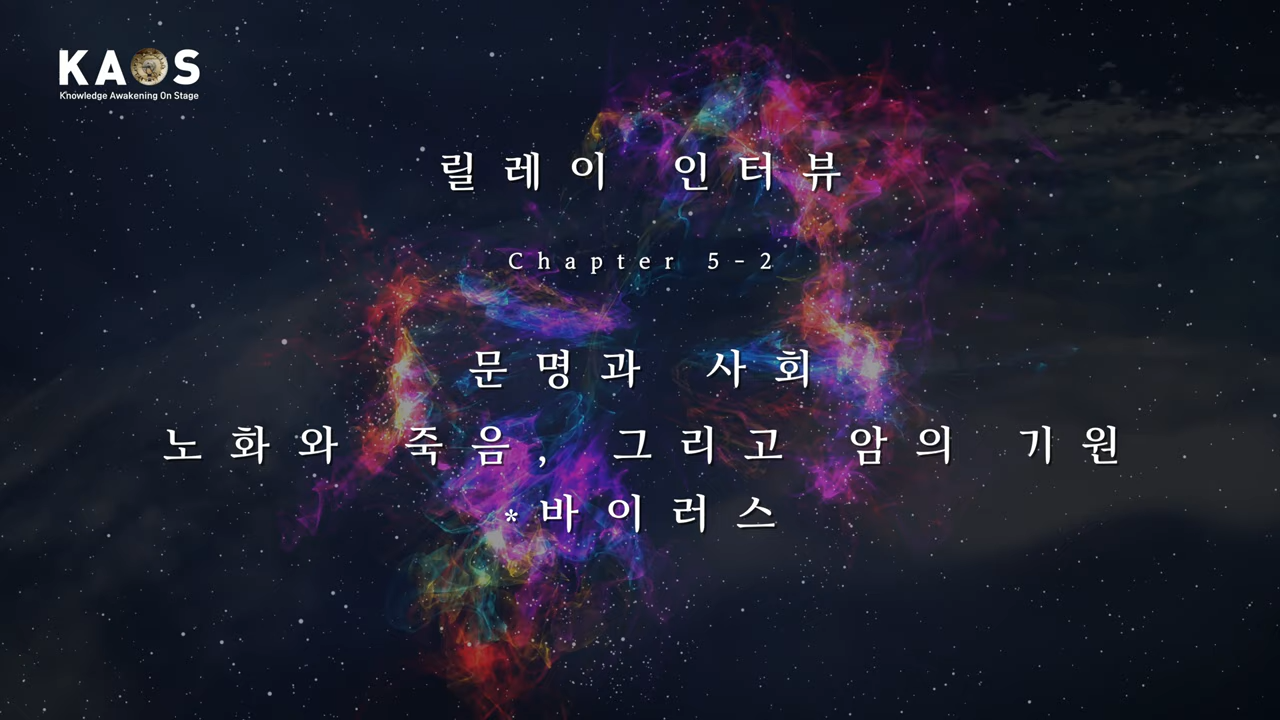 KAOS
Knowledge Awakening On Stage
릴레이 인터뷰
Chapter 5-2
문명과 사회
노화와 죽음, 그리고 암의 기원
*바이러스